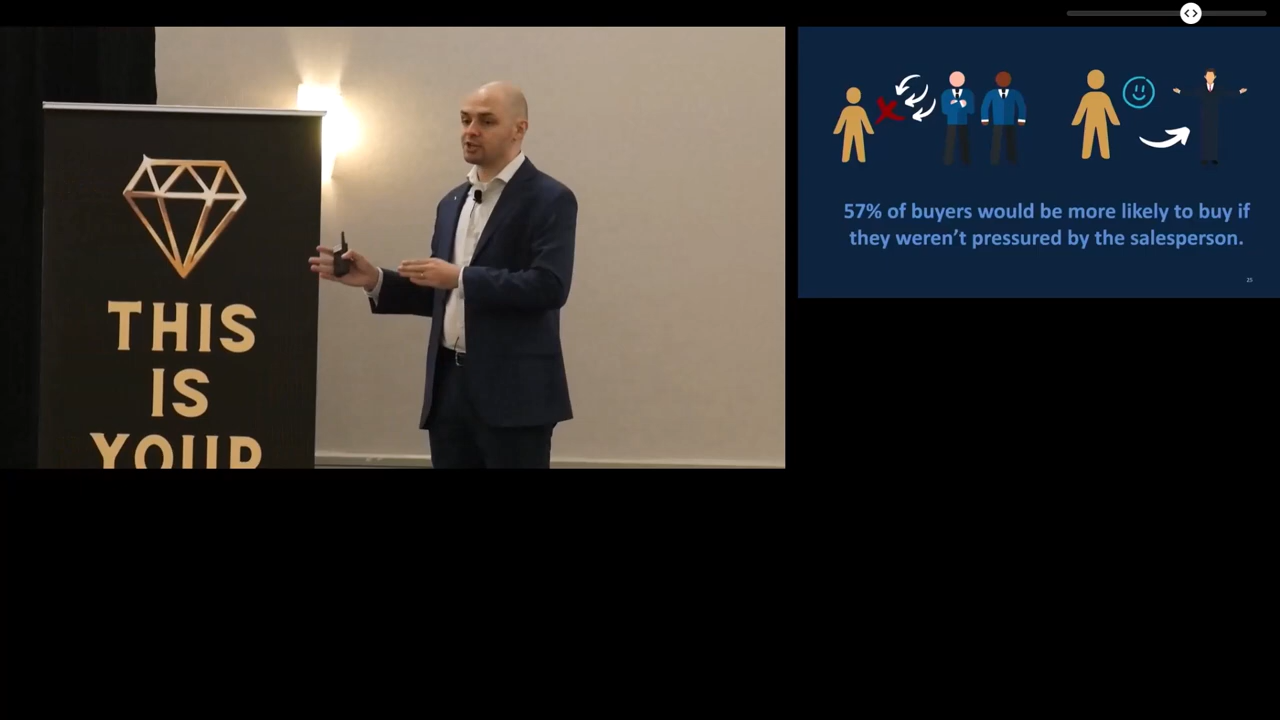 THIS
IS
YOUR
57% of buyers would be more likely to buy if
they weren’t pressured by the salesperson.
25